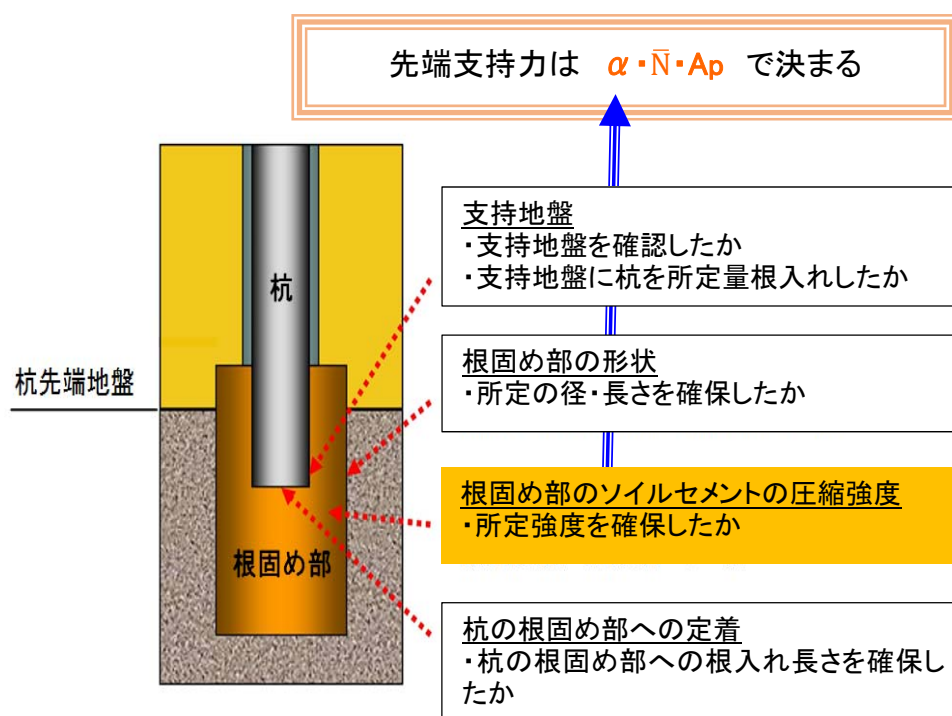 先端支持力は α・N̄・Ap で決まる
支持地盤
・支持地盤を確認したか
・支持地盤に杭を所定量根入れしたか
杭
根固め部の形状
・所定の径・長さを確保したか
杭先端地盤
根固め部のソイルセメントの圧縮強度
・所定強度を確保したか
根固め部
杭の根固め部への定着
・杭の根固め部への根入れ長さを確保し
たか